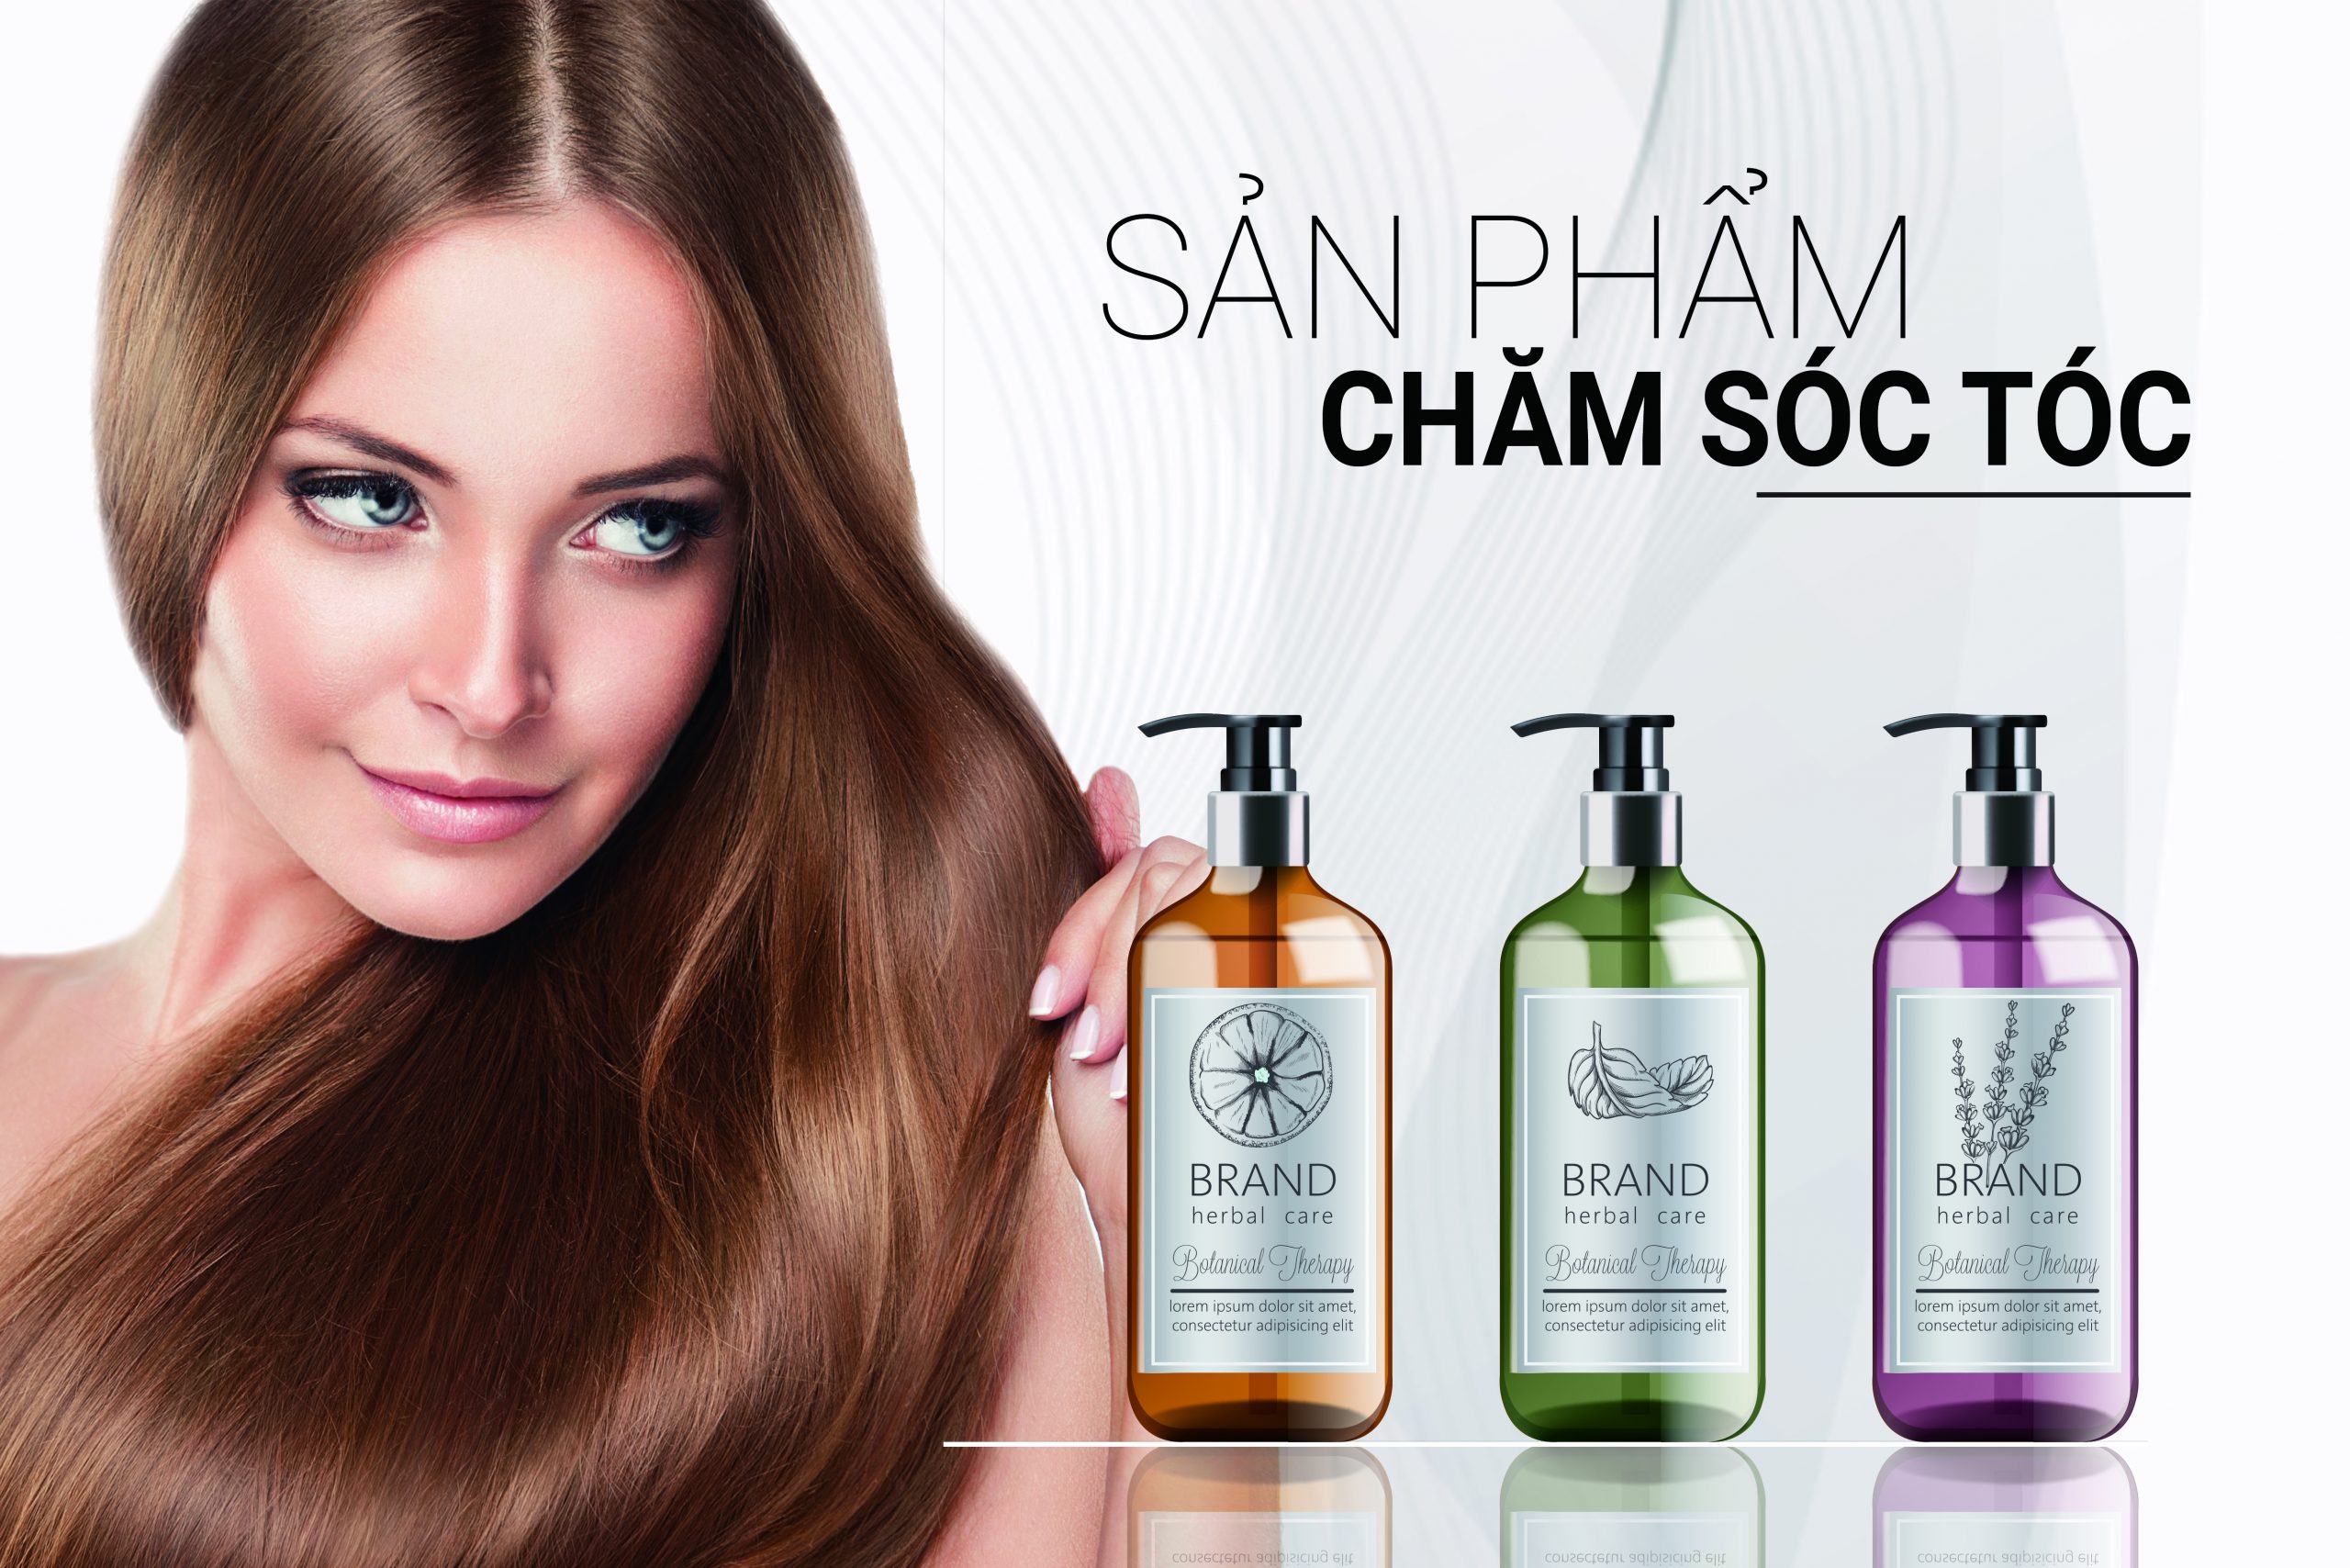 SẢN PHẨM
CHĂM SÓC TÓC
BRAND
herbal care
Botanical Therapy
lorem ipsum dolor sit amet,
consectetur adipisicing elit
BRAND
herbal care
Botanical Therapy
lorem ipsum dolor sit amet,
consectetur adipisicing elit
BRAND
herbal care
Botanical Therapy
lorem ipsum dolor sit amet,
consectetur adipisicing elit